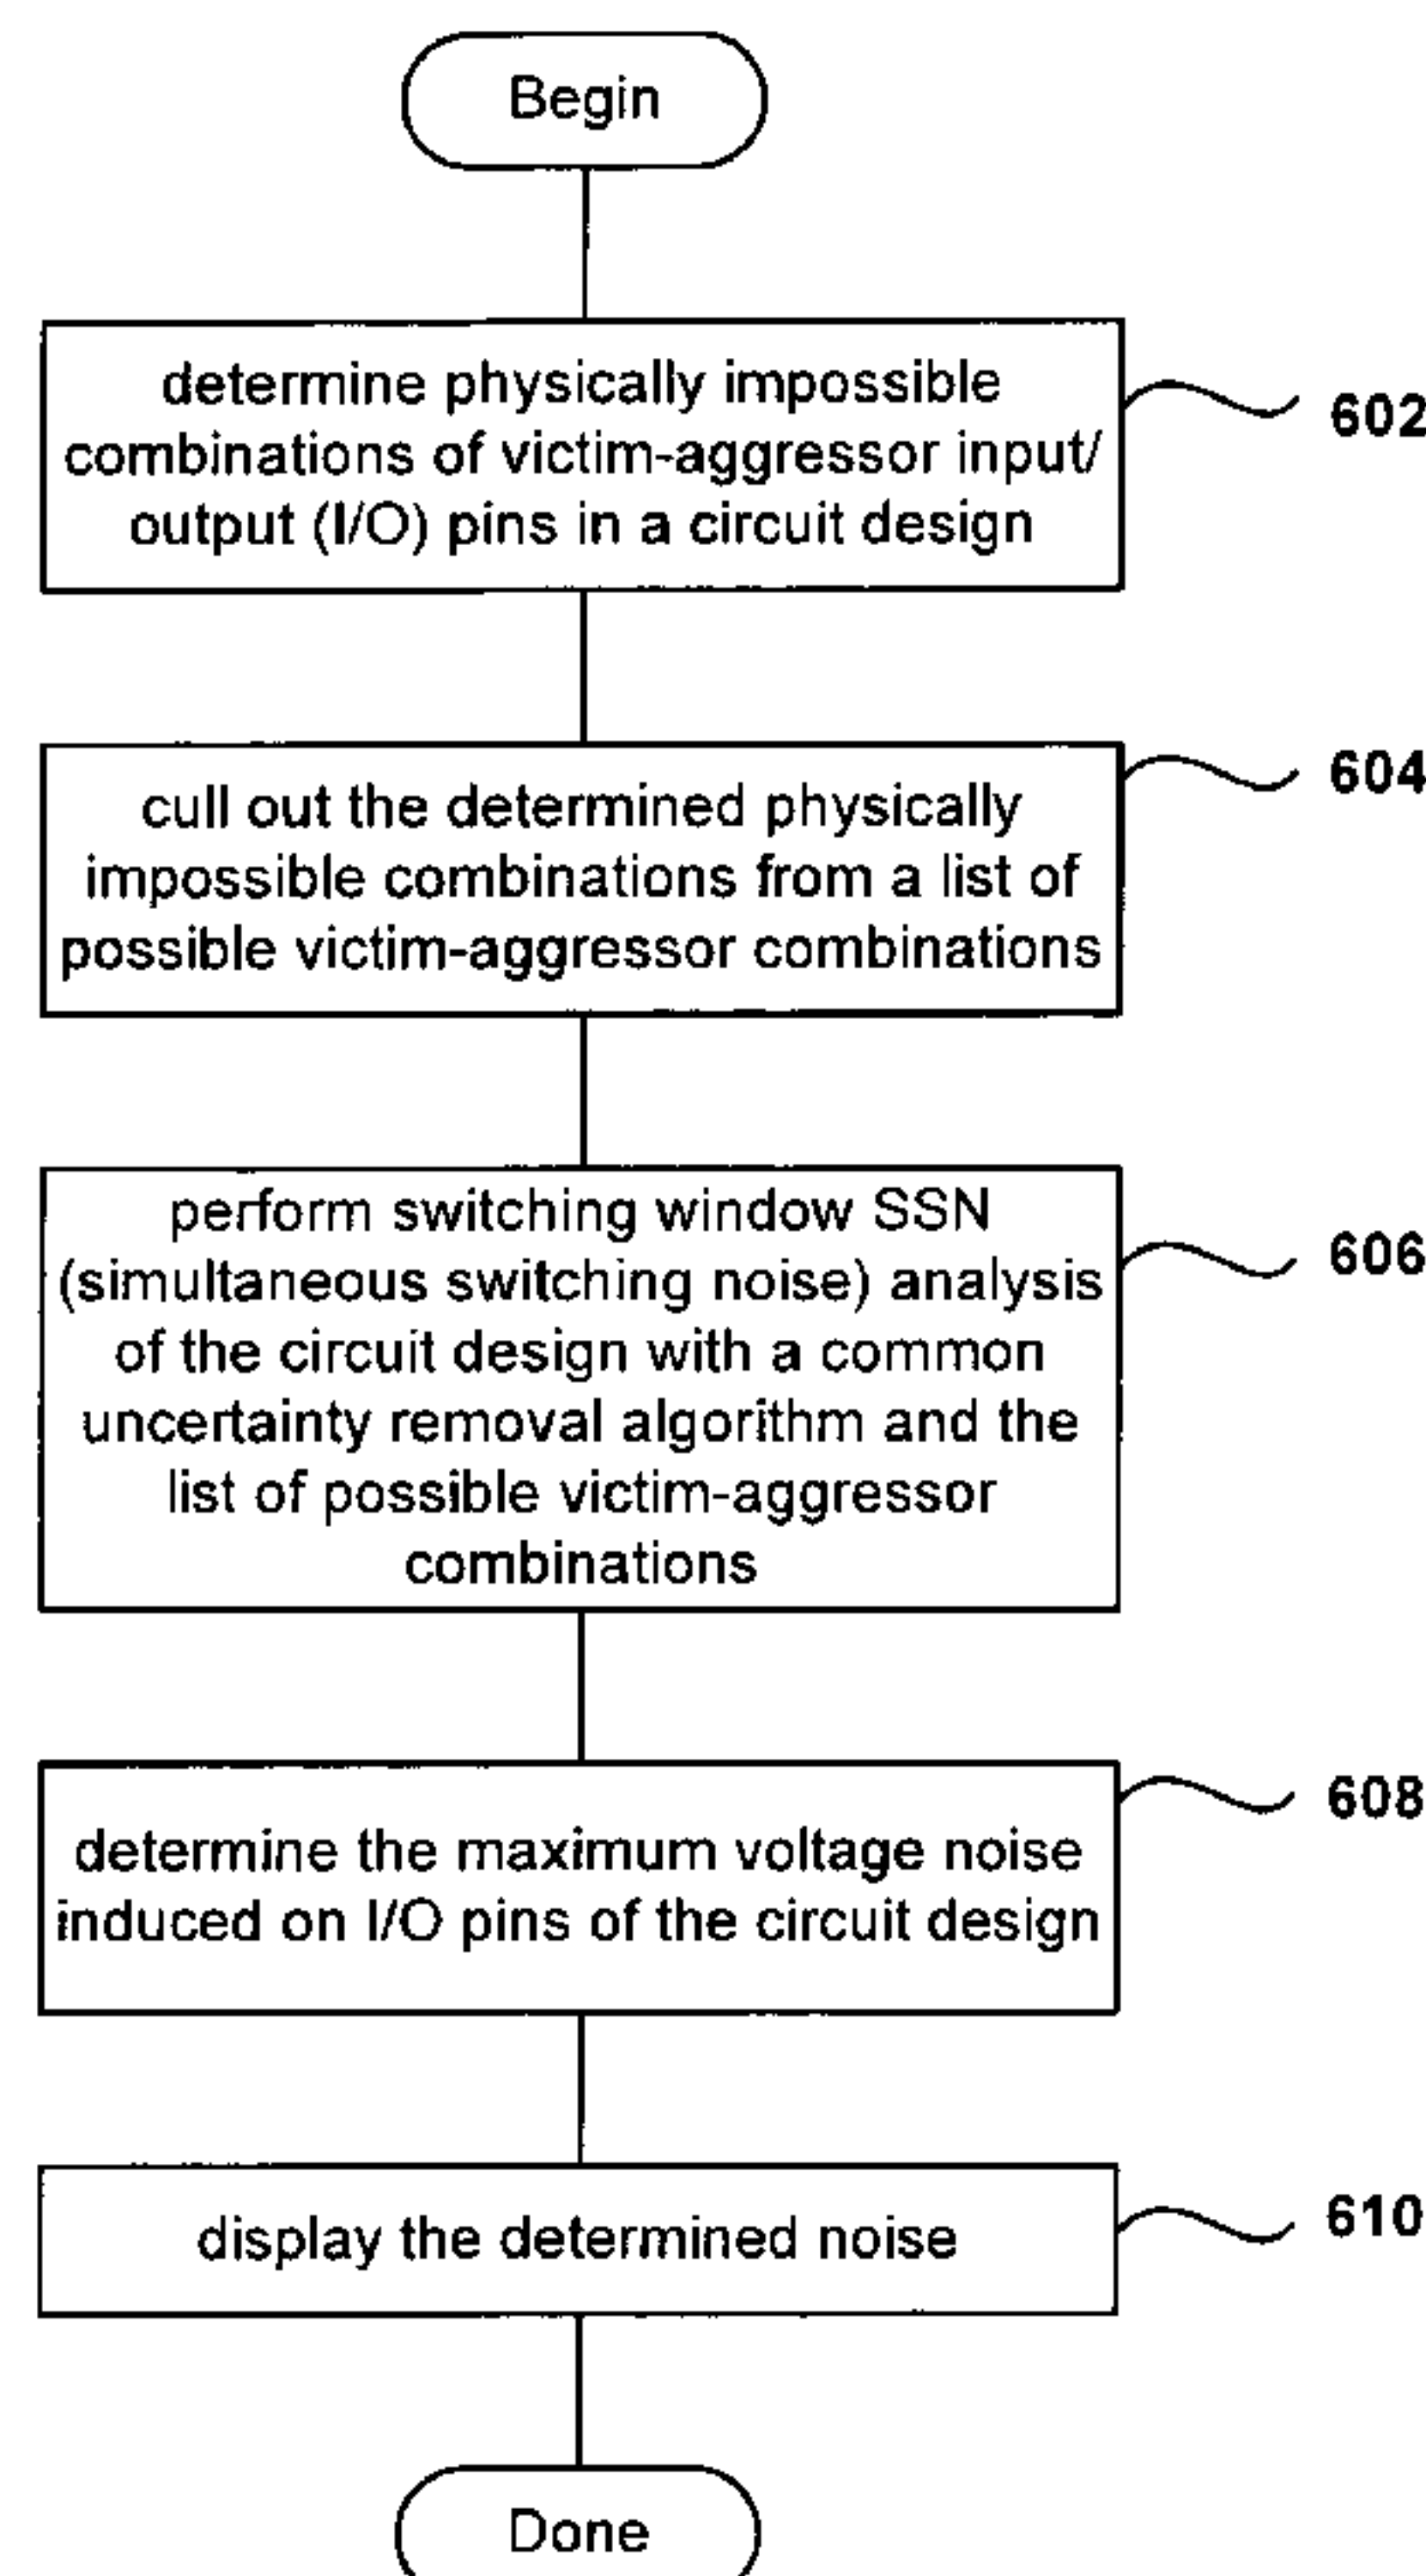 Begin
determine physically impossible
combinations of victim-aggressor input/
output (I/O) pins in a circuit design
602
cull out the determined physically
impossible combinations from a list of
possible victim-aggressor combinations
604
perform switching window SSN
(simultaneous switching noise) analysis
of the circuit design with a common
uncertainty removal algorithm and the
list of possible victim-aggressor
combinations
606
determine the maximum voltage noise
induced on I/O pins of the circuit design
608
display the determined noise
610
Done